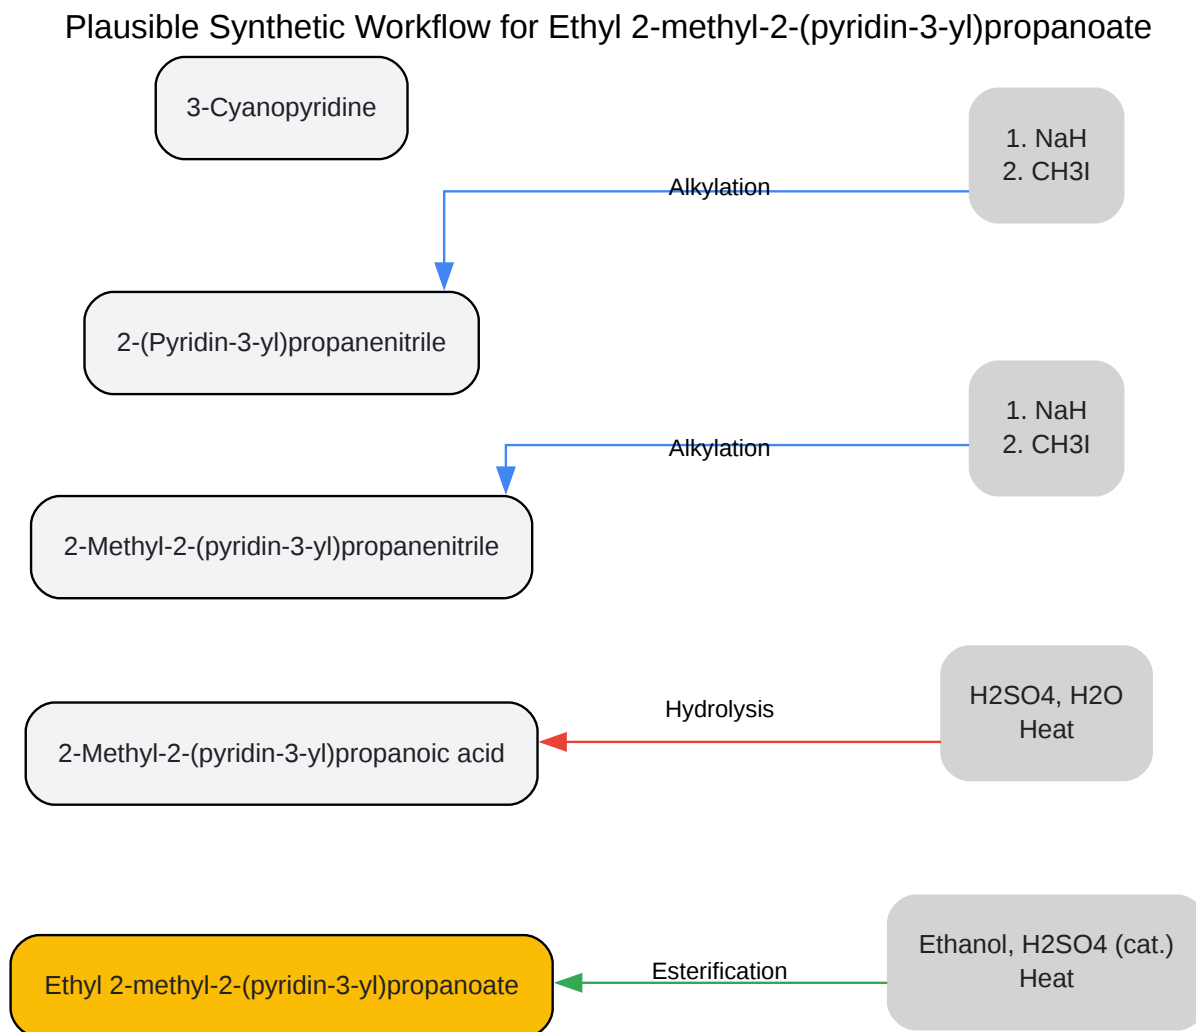 Plausible Synthetic Workflow for Ethyl 2-methyl-2-(pyridin-3-yl)propanoate
3-Cyanopyridine
1. NaH
2. CH3I
Alkylation
2-(Pyridin-3-yl)propanenitrile
1. NaH
2. CH3I
Alkylation
2-Methyl-2-(pyridin-3-yl)propanenitrile
H2SO4, H2O
Heat
Hydrolysis
2-Methyl-2-(pyridin-3-yl)propanoic acid
Ethanol, H2SO4 (cat.)
Heat
Esterification
Ethyl 2-methyl-2-(pyridin-3-yl)propanoate